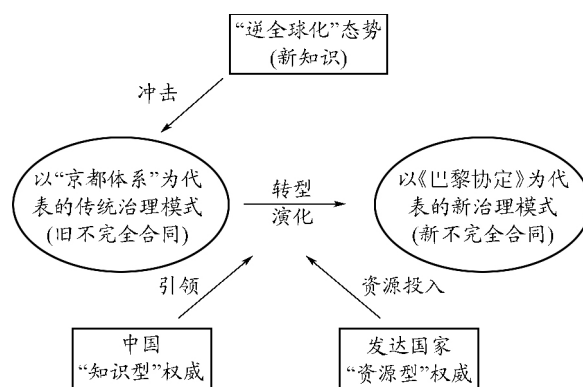 “逆全球化”态势
(新知识)
冲击
以“京都体系”为代
表的传统治理模式
(旧不完全合同)
转型
演化
以《巴黎协定》为代
表的新治理模式
(新不完全合同)
引领
资源投入
中国
“知识型”权威
发达国家
“资源型”权威